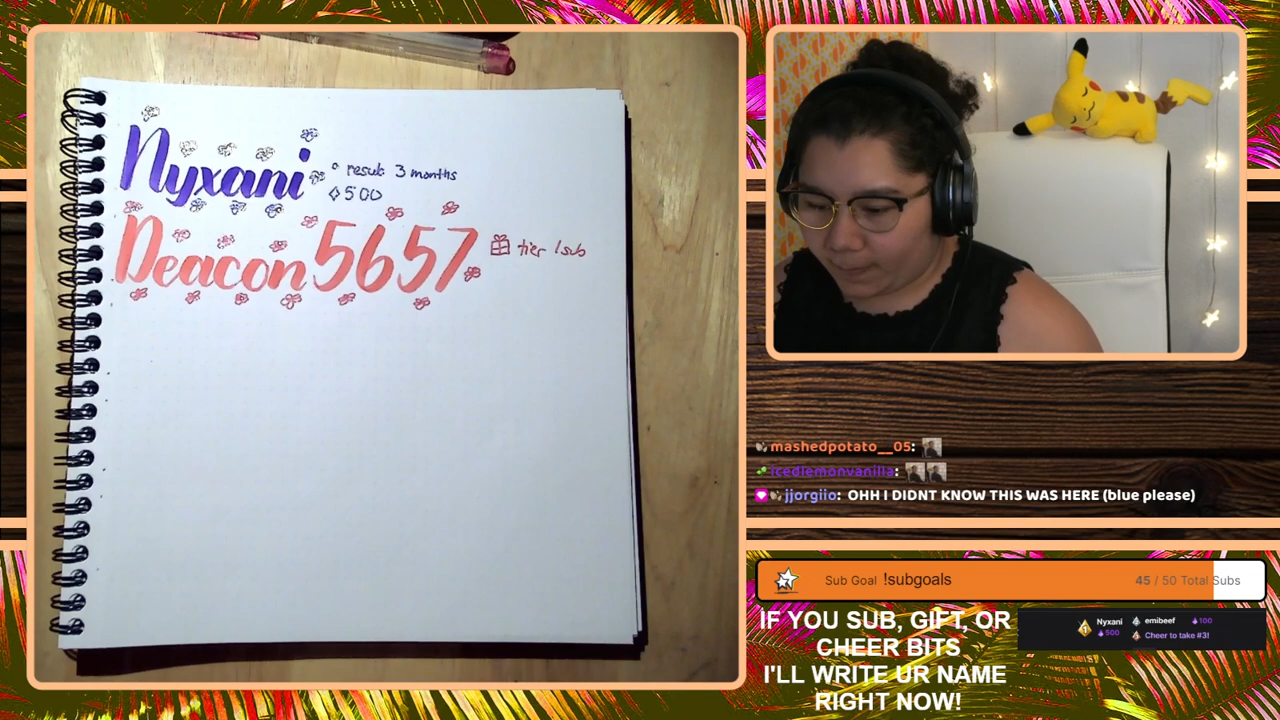 Nyxani
◦ resub 3 months
◊500
Deacon5657
tier 1 sub
mashedpotato__05:
icedlemonvanilla:
jjorgiio: OHH I DIDNT KNOW THIS WAS HERE (blue please)
Sub Goal !subgoals
45 / 50 Total Subs
IF YOU SUB, GIFT, OR
CHEER BITS
I'LL WRITE UR NAME
RIGHT NOW!
1 Nyxani
500
emibeef 100
Cheer to take #3!